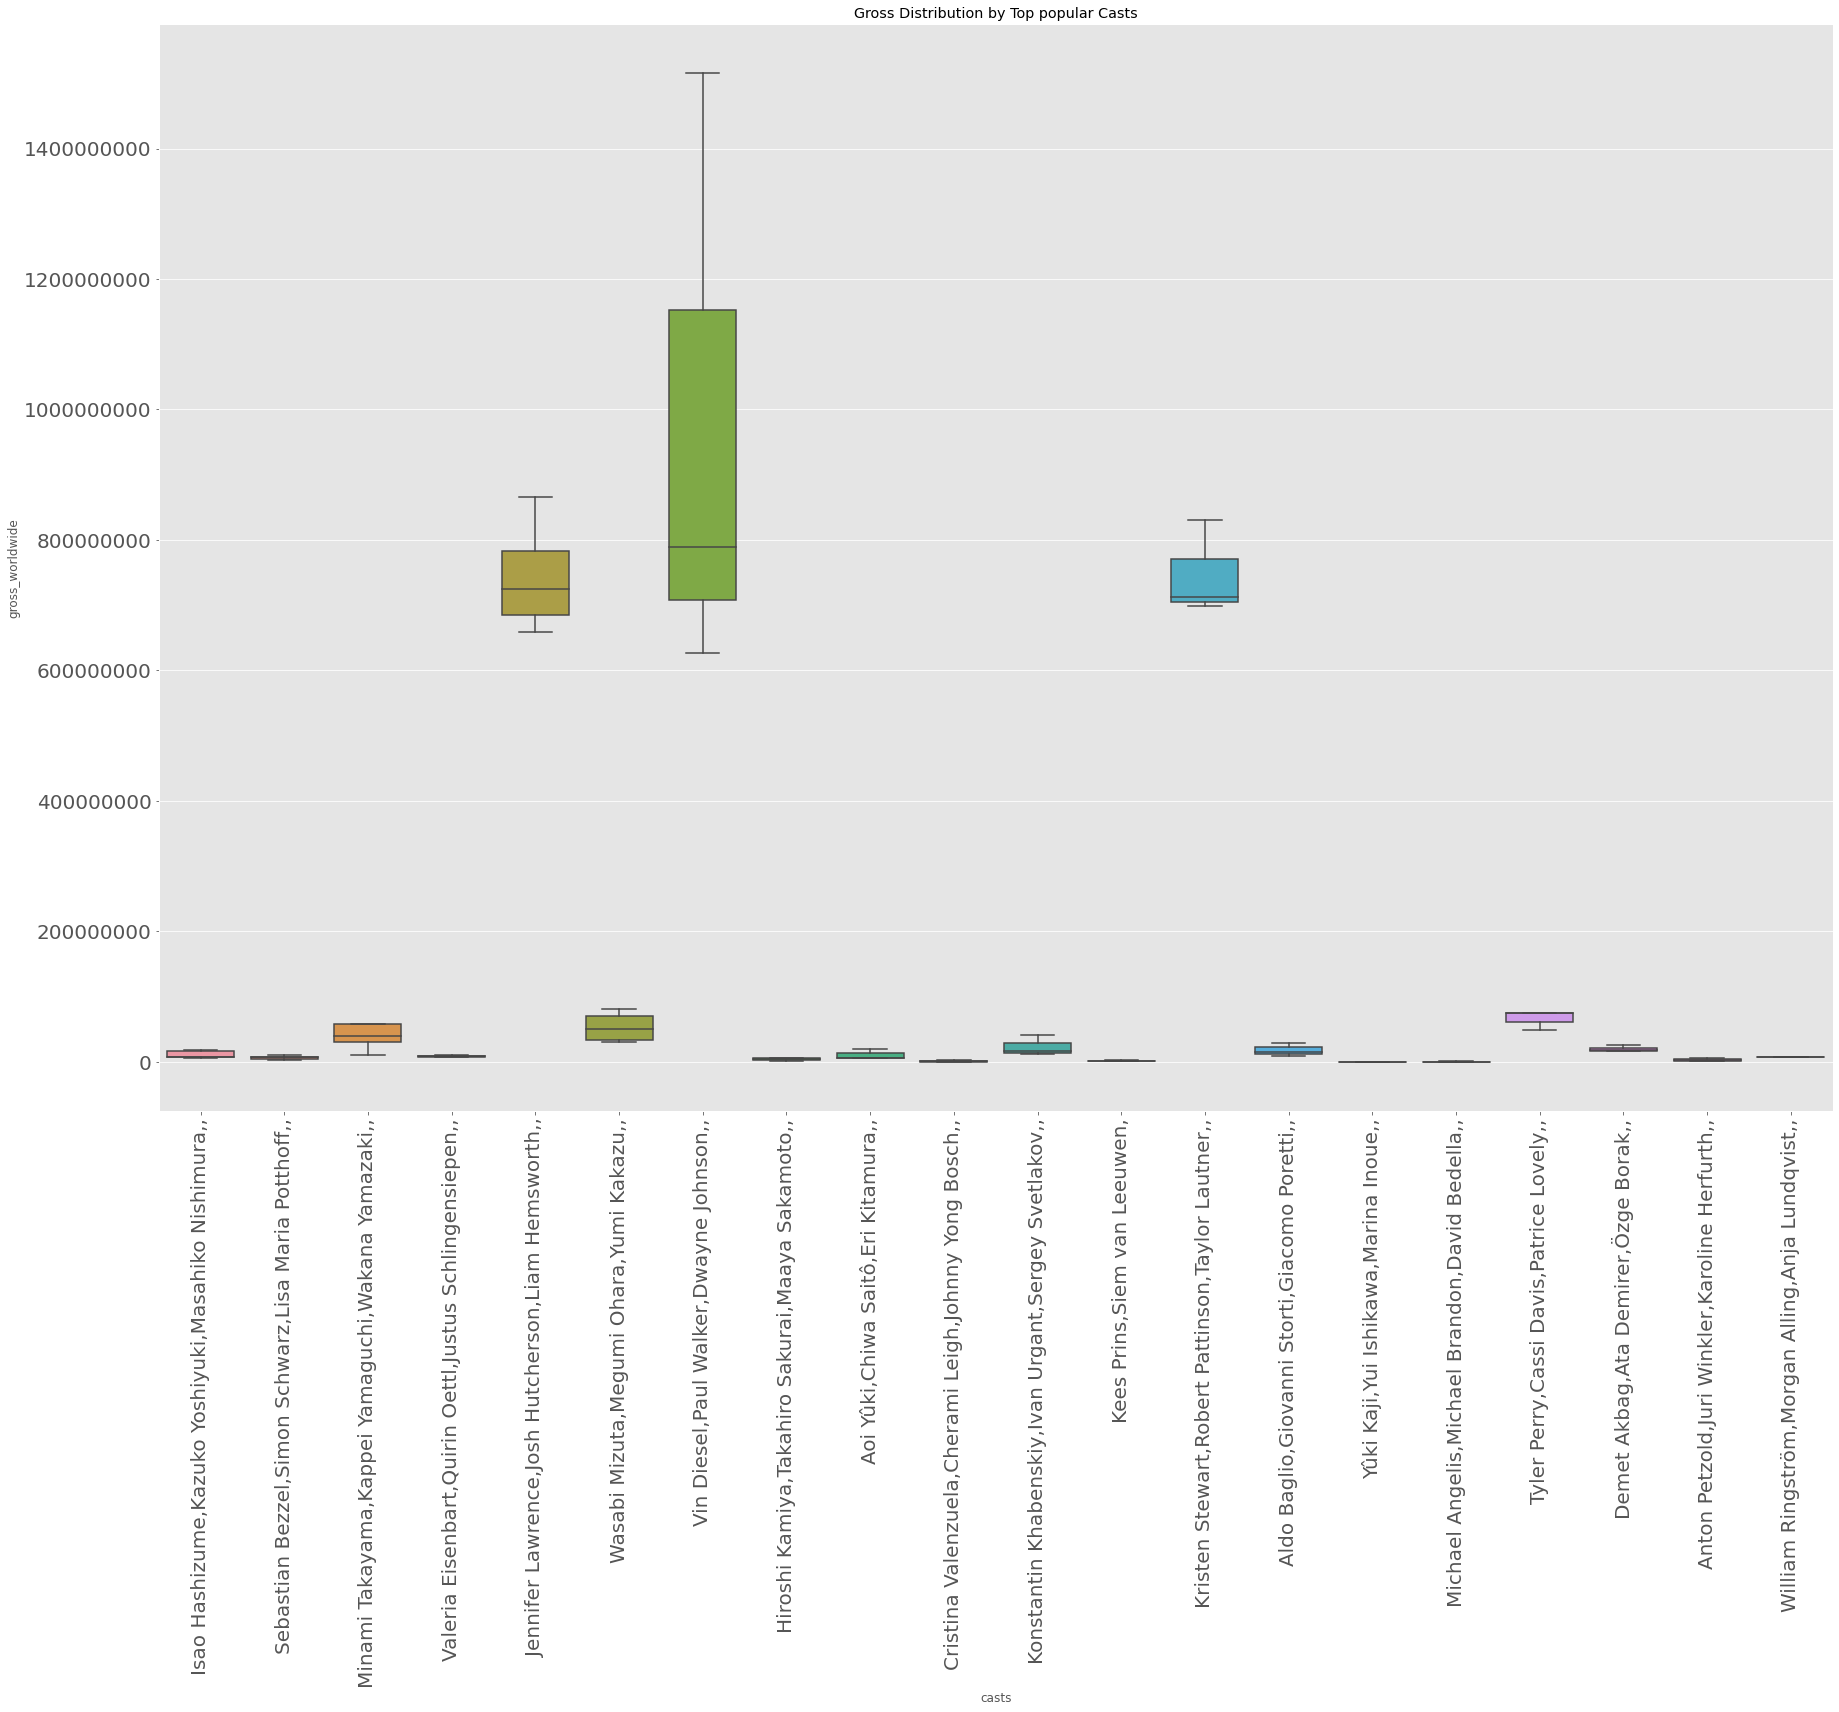 Gross Distribution by Top popular Casts
gross_worldwide
1400000000
1200000000
1000000000
800000000
600000000
400000000
200000000
0
Isao Hashizume,Kazuko Yoshiyuki,Masahiko Nishimura,,
Sebastian Bezzel,Simon Schwarz,Lisa Maria Potthoff,,
Minami Takayama,Kappei Yamaguchi,Wakana Yamazaki,,
Valeria Eisenbart,Quirin Oettl,Justus Schlingensiepen,,
Jennifer Lawrence,Josh Hutcherson,Liam Hemsworth,,
Wasabi Mizuta,Megumi Ohara,Yumi Kakazu,,
Vin Diesel,Paul Walker,Dwayne Johnson,,
Hiroshi Kamiya,Takahiro Sakurai,Maaya Sakamoto,,
Aoi Yûki,Chiwa Saitô,Eri Kitamura,,
Cristina Valenzuela,Cherami Leigh,Johnny Yong Bosch,,
Konstantin Khabenskiy,Ivan Urgant,Sergey Svetlakov,,
Kees Prins,Siem van Leeuwen,
Kristen Stewart,Robert Pattinson,Taylor Lautner,,
Aldo Baglio,Giovanni Storti,Giacomo Poretti,,
Yûki Kaji,Yui Ishikawa,Marina Inoue,,
Michael Angelis,Michael Brandon,David Bedella,,
Tyler Perry,Cassi Davis,Patrice Lovely,,
Demet Akbag,Ata Demirer,Özge Borak,,
Anton Petzold,Juri Winkler,Karoline Herfurth,,
William Ringström,Morgan Alling,Anja Lundqvist,,
casts